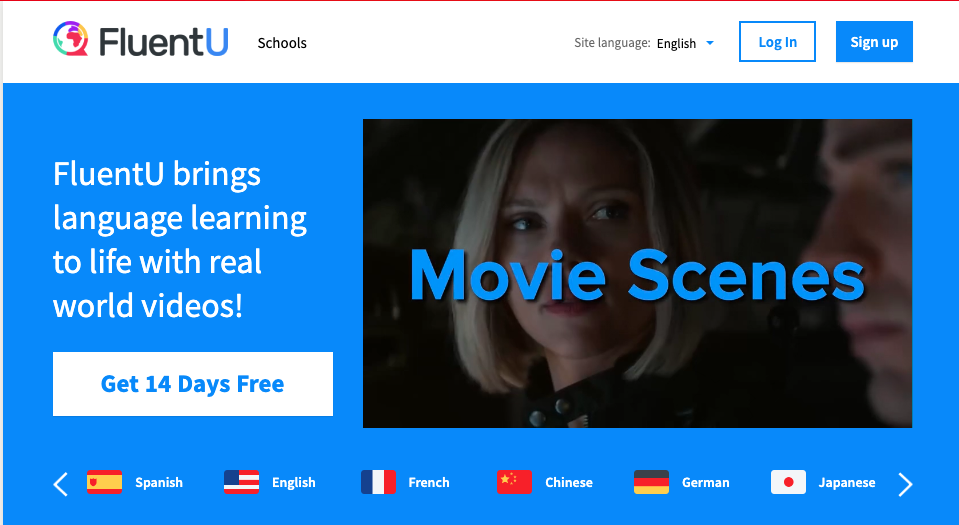 FluentU
Schools
Site language: English
Log In
Sign up
FluentU brings
language learning
to life with real
world videos!
Movie Scenes
Get 14 Days Free
Spanish
English
French
Chinese
German
Japanese